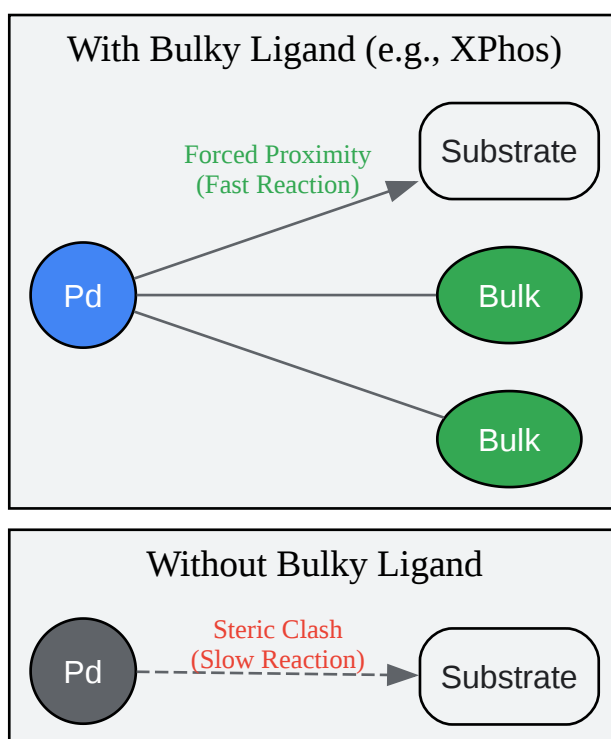 With Bulky Ligand (e.g., XPhos)
Substrate
Forced Proximity
(Fast Reaction)
Pd
Bulk
Bulk
Without Bulky Ligand
Steric Clash
(Slow Reaction)
Pd
Substrate